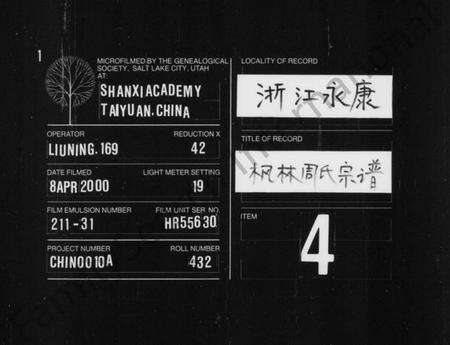 1
MICROFILMED BY THE GENEALOGICAL
SOCIETY, SALT LAKE CITY, UTAH
AT:
SHANXI ACADEMY
TAIYUAN. CHINA
OPERATOR REDUCTION X
LIUNING. 169 42
DATE FILMED LIGHT METER SETTING
8APR 2000 19
FILM EMULSION NUMBER FILM UNIT SER NO.
211-31 HR55630
PROJECT NUMBER ROLL NUMBER
CHIN0010A 432
LOCALITY OF RECORD
浙江永康
TITLE OF RECORD
枫林周氏宗谱
ITEM
4